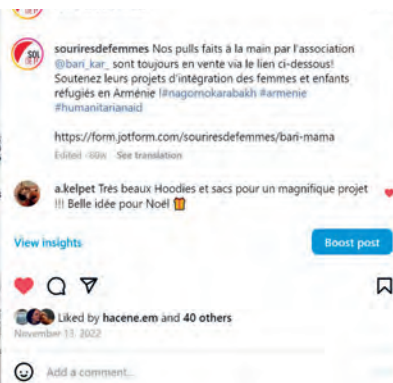 souriresdefemmes Nos pulls faits à la main par l'association
@bari_kar_ sont toujours en vente via le lien ci-dessous!
Soutenez leurs projets d'intégration des femmes et enfants
réfugiés en Arménie !#nagornokarabakh #armenie
#humanitarianaid
https://form.jotform.com/souriresdefemmes/bari-mama
Edited · 60w See translation
a.kelpet Très beaux Hoodies et sacs pour un magnifique projet
!!! Belle idée pour Noël
View insights
Boost post
Liked by hacene.em and 40 others
November 13, 2022
Add a comment...